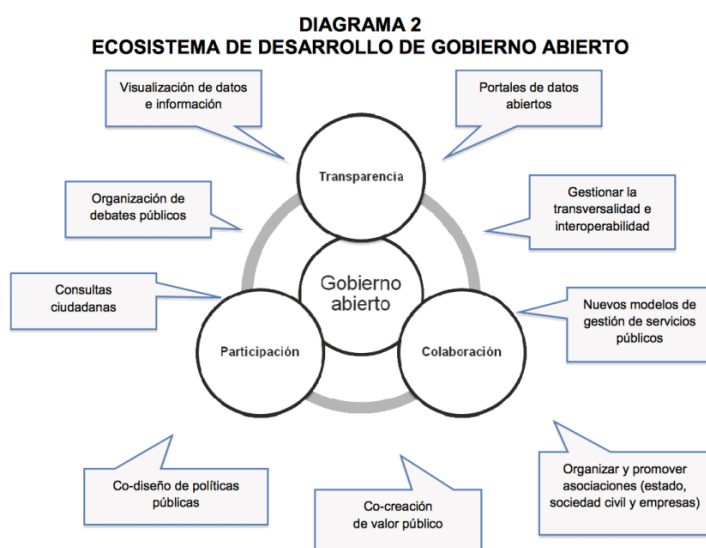 DIAGRAMA 2
ECOSISTEMA DE DESARROLLO DE GOBIERNO ABIERTO
Visualización de datos
e información
Portales de datos
abiertos
Transparencia
Organización de
debates públicos
Gestionar la
transversalidad e
interoperabilidad
Consultas
ciudadanas
Gobierno
abierto
Nuevos modelos de
gestión de servicios
públicos
Participación
Colaboración
Co-diseño de políticas
públicas
Co-creación
de valor público
Organizar y promover
asociaciones (estado,
sociedad civil y empresas)